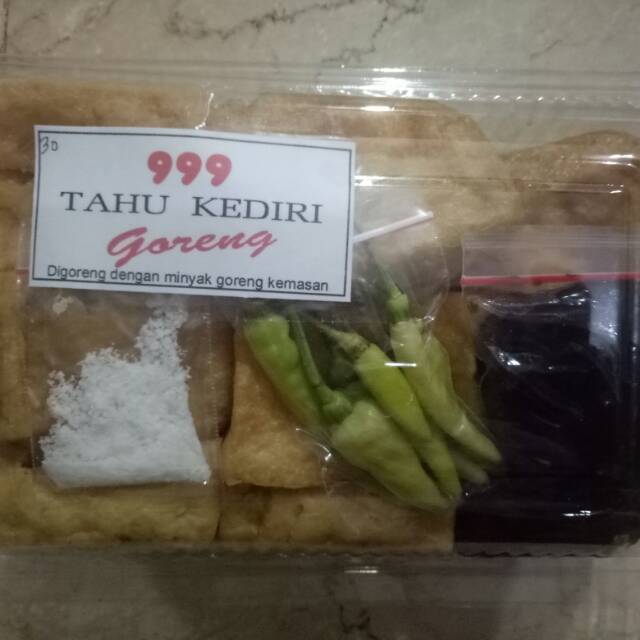 30
999
TAHU KEDIRI
Goreng
Digoreng dengan minyak goreng kemasan